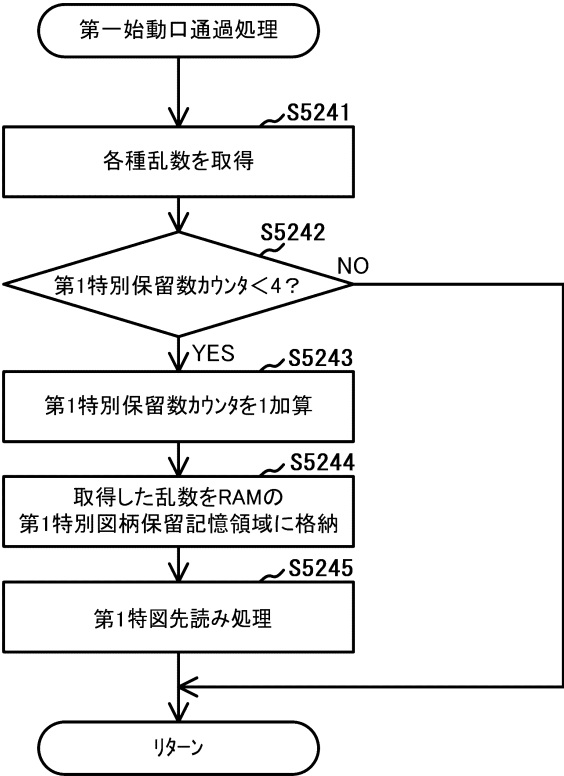 第一始動口通過処理
S5241
各種乱数を取得
S5242
第1特別保留数ｶｳﾝﾀ＜4？
NO
YES
S5243
第1特別保留数ｶｳﾝﾀを1加算
S5244
取得した乱数をRAMの
第1特別図柄保留記憶領域に格納
S5245
第1特図先読み処理
ﾘﾀｰﾝ